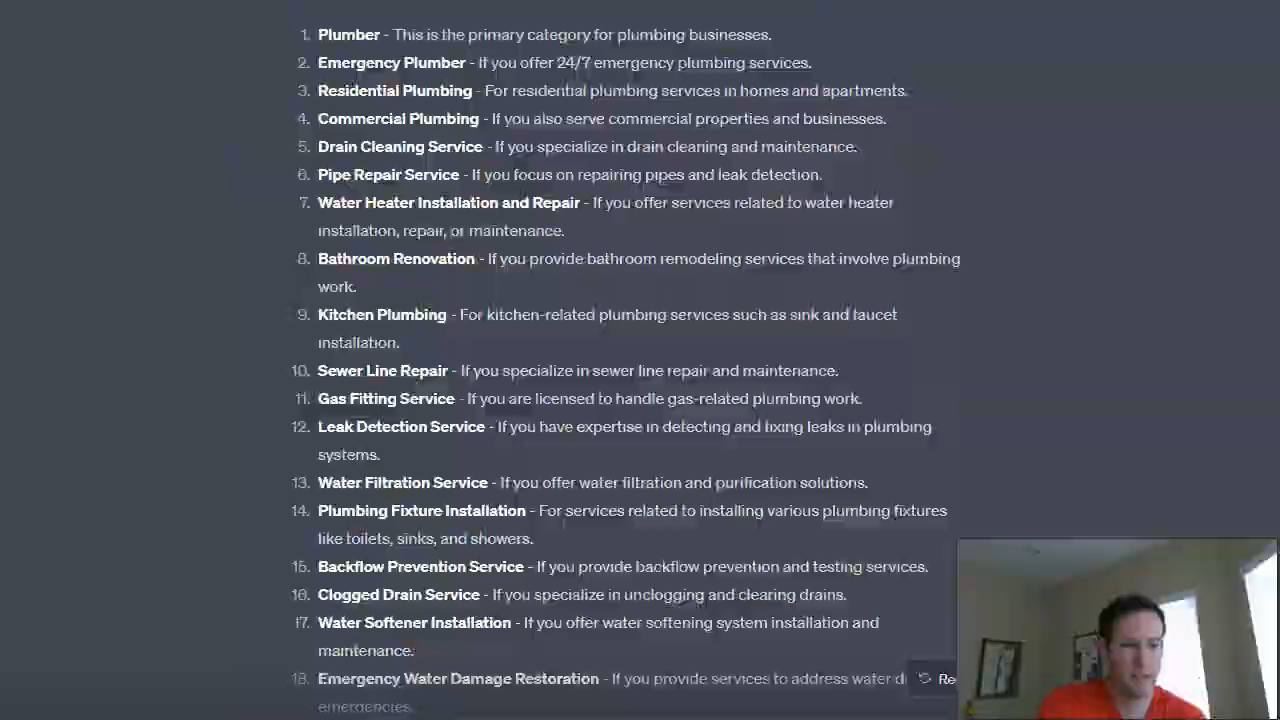 1. Plumber - This is the primary category for plumbing businesses.
2. Emergency Plumber - If you offer 24/7 emergency plumbing services.
3. Residential Plumbing - For residential plumbing services in homes and apartments.
4. Commercial Plumbing - If you also serve commercial properties and businesses.
5. Drain Cleaning Service - If you specialize in drain cleaning and maintenance.
6. Pipe Repair Service - If you focus on repairing pipes and leak detection.
7. Water Heater Installation and Repair - If you offer services related to water heater
installation, repair, or maintenance.
8. Bathroom Renovation - If you provide bathroom remodeling services that involve plumbing
work.
9. Kitchen Plumbing - For kitchen-related plumbing services such as sink and faucet
installation.
10. Sewer Line Repair - If you specialize in sewer line repair and maintenance.
11. Gas Fitting Service - If you are licensed to handle gas-related plumbing work.
12. Leak Detection Service - If you have expertise in detecting and fixing leaks in plumbing
systems.
13. Water Filtration Service - If you offer water filtration and purification solutions.
14. Plumbing Fixture Installation - For services related to installing various plumbing fixtures
like toilets, sinks, and showers.
15. Backflow Prevention Service - If you provide backflow prevention and testing services.
16. Clogged Drain Service - If you specialize in unclogging and clearing drains.
17. Water Softener Installation - If you offer water softening system installation and
maintenance.
18. Emergency Water Damage Restoration - If you provide services to address water d
Re
emergencies.